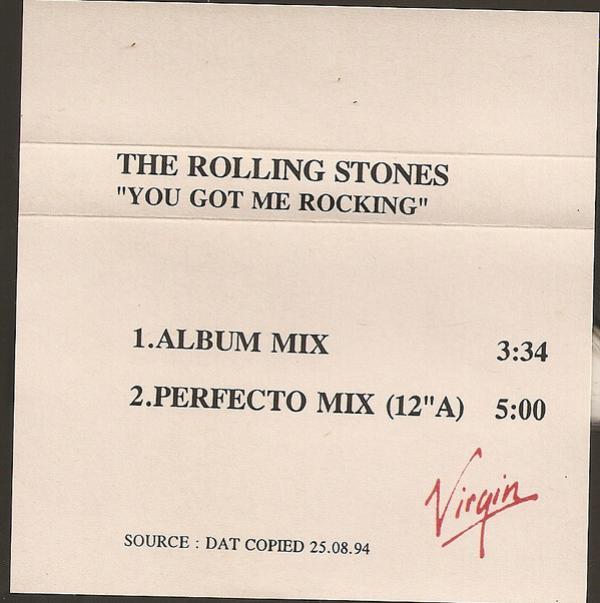 THE ROLLING STONES
"YOU GOT ME ROCKING"
1.ALBUM MIX 3:34
2.PERFECTO MIX (12"A) 5:00
Virgin
SOURCE : DAT COPIED 25.08.94